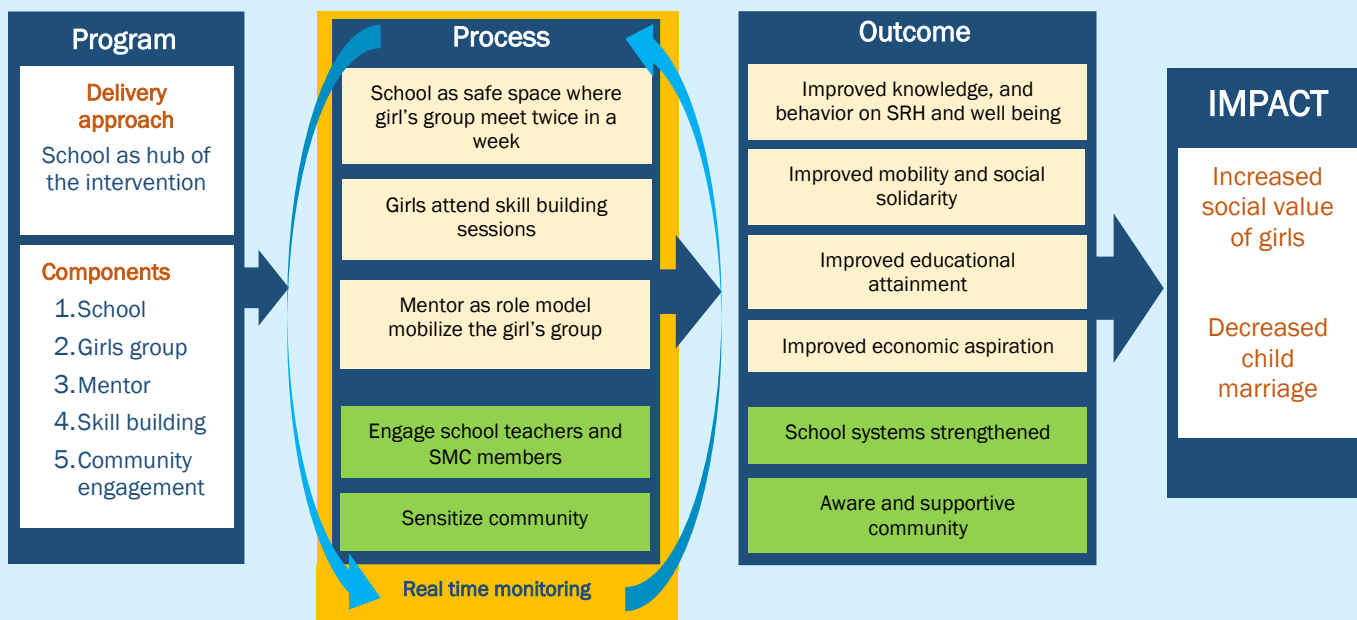 Program
Delivery
approach
School as hub of
the intervention
Components
1.School
2.Girls group
3.Mentor
4.Skill building
5.Community
engagement
Process
School as safe space where
girl's group meet twice in a
week
Girls attend skill building
sessions
Mentor as role model
mobilize the girl's group
Engage school teachers and
SMC members
Sensitize community
Real time monitoring
Outcome
Improved knowledge, and
behavior on SRH and well being
Improved mobility and social
solidarity
Improved educational
attainment
Improved economic aspiration
School systems strengthened
Aware and supportive
community
IMPACT
Increased
social value
of girls
Decreased
child
marriage